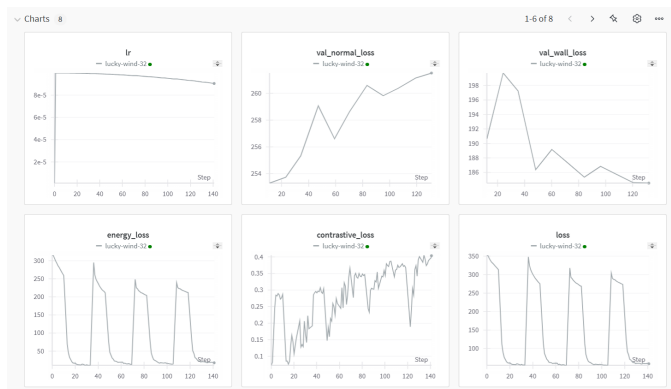 Charts 8 1-6 of 8
lr
lucky-wind-32
8e-5
6e-5
4e-5
2e-5
Step
0 20 40 60 80 100 120 140
val_normal_loss
lucky-wind-32
260
258
256
254
Step
20 40 60 80 100 120
val_wall_loss
lucky-wind-32
198
196
194
192
190
188
186
Step
20 40 60 80 100 120
energy_loss
lucky-wind-32
300
250
200
150
100
50
Step
0 20 40 60 80 100 120 140
contrastive_loss
lucky-wind-32
0.4
0.35
0.3
0.25
0.2
0.15
0.1
Step
0 20 40 60 80 100 120 140
loss
lucky-wind-32
350
300
250
200
150
100
Step
0 20 40 60 80 100 120 140